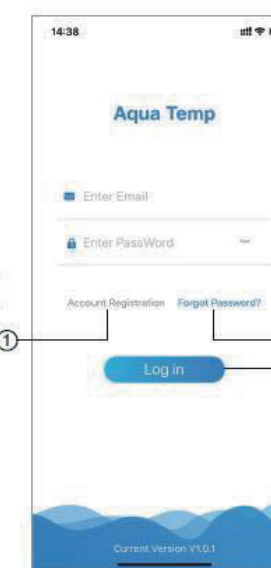 14:38
Aqua Temp
Enter Email
Enter PassWord
Account Registration Forgot Password?
1
Log in
Current Version V1.0.1